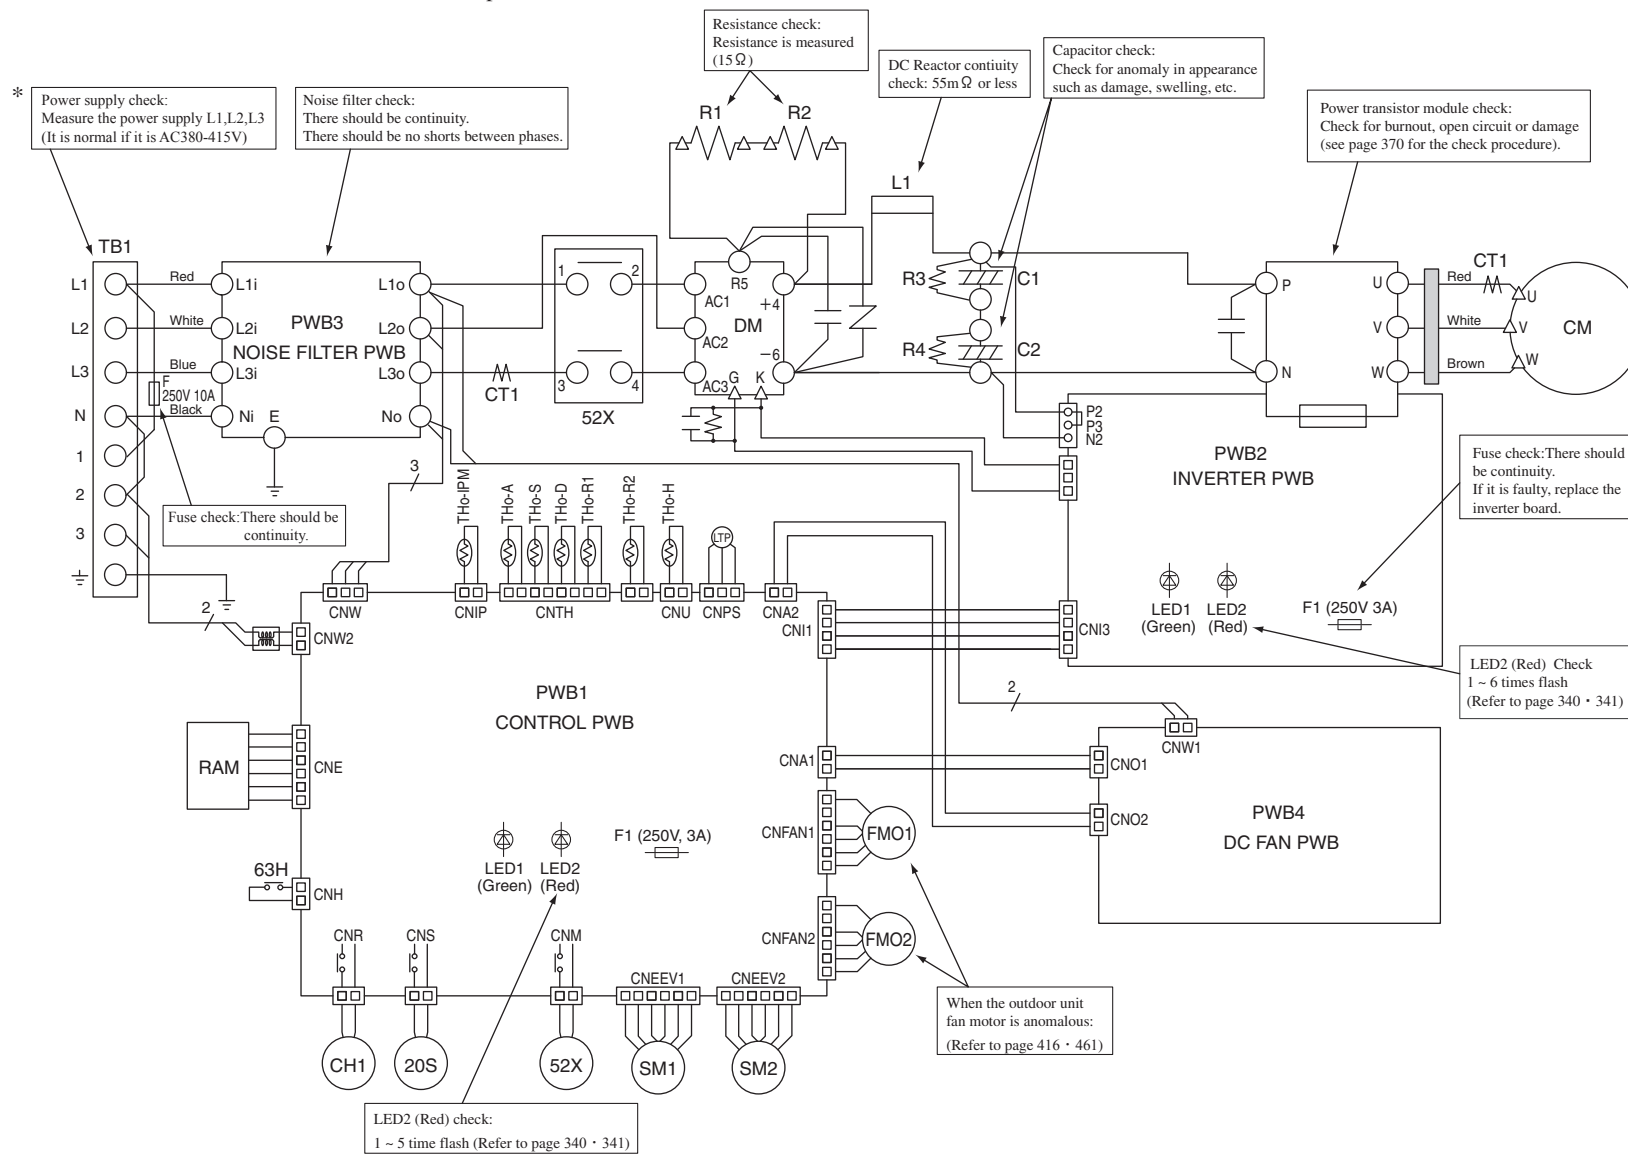 Resistance check:
Resistance is measured
(15Ω)
DC Reactor contiuity
check: 55mΩ or less
Capacitor check:
Check for anomaly in appearance
such as damage, swelling, etc.
*
Power supply check:
Measure the power supply L1,L2,L3
(It is normal if it is AC380-415V)
Noise filter check:
There should be continuity.
There should be no shorts between phases.
Power transistor module check:
Check for burnout, open circuit or damage
(see page 370 for the check procedure).
R1
R2
L1
TB1
L1
L2
L3
N
1
2
3
Red
White
Blue
Black
F
250V 10A
L1i
L2i
L3i
Ni
E
L1o
L2o
L3o
No
PWB3
NOISE FILTER PWB
CT1
1
2
3
4
52X
R5
AC1
AC2
AC3
DM
+4
−6
G
K
R3
C1
R4
C2
P
N
U
V
W
Red
White
Brown
CT1
U
V
W
CM
P2
P3
N2
PWB2
INVERTER PWB
Fuse check:There should
be continuity.
If it is faulty, replace the
inverter board.
Fuse check:There should be
continuity.
3
2
THo-IPM
THo-A
THo-S
THo-D
THo-R1
THo-R2
THo-H
LTP
CNW
CNIP
CNTH
CNU
CNPS
CNA2
CNW2
CNI1
CNI3
LED1
(Green)
LED2
(Red)
F1 (250V 3A)
LED2 (Red) Check
1 ~ 6 times flash
(Refer to page 340・341)
PWB1
CONTROL PWB
2
CNW1
RAM
CNE
CNA1
CNO1
CNO2
PWB4
DC FAN PWB
LED1
(Green)
LED2
(Red)
F1 (250V, 3A)
CNFAN1
FMO1
63H
CNH
CNFAN2
FMO2
CNR
CNS
CNM
CNEEV1
CNEEV2
CH1
20S
52X
SM1
SM2
When the outdoor unit
fan motor is anomalous:
(Refer to page 416・461)
LED2 (Red) check:
1 ~ 5 time flash (Refer to page 340・341)